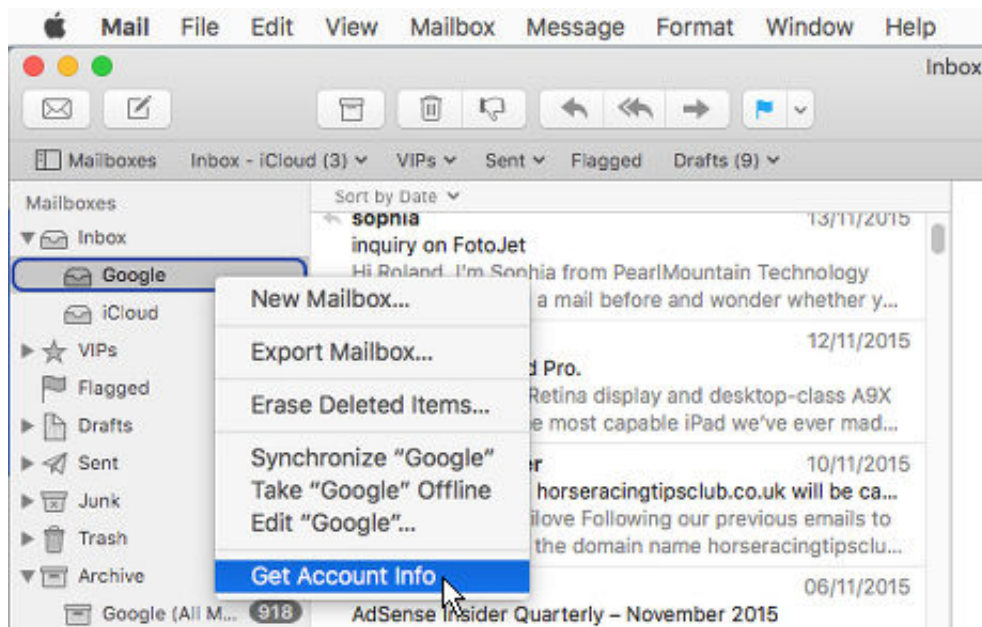 Mail File Edit View Mailbox Message Format Window Help
Inbox
Mailboxes Inbox - iCloud (3) VIPs Sent Flagged Drafts (9)
Mailboxes
Inbox
Google
iCloud
VIPs
Flagged
Drafts
Sent
Junk
Trash
Archive
Google (All M... 918
Sort by Date
sophia 13/11/2015
inquiry on FotoJet
Hi Roland, I'm Sophia from PearlMountain Technology
a mail before and wonder whether y...
12/11/2015
d Pro.
Retina display and desktop-class A9X
e most capable iPad we've ever mad...
er 10/11/2015
horseracingtipsclub.co.uk will be ca...
ilove Following our previous emails to
the domain name horseracingtipsclu...
06/11/2015
AdSense Insider Quarterly – November 2015
New Mailbox...
Export Mailbox...
Erase Deleted Items...
Synchronize “Google”
Take “Google” Offline
Edit “Google”...
Get Account Info